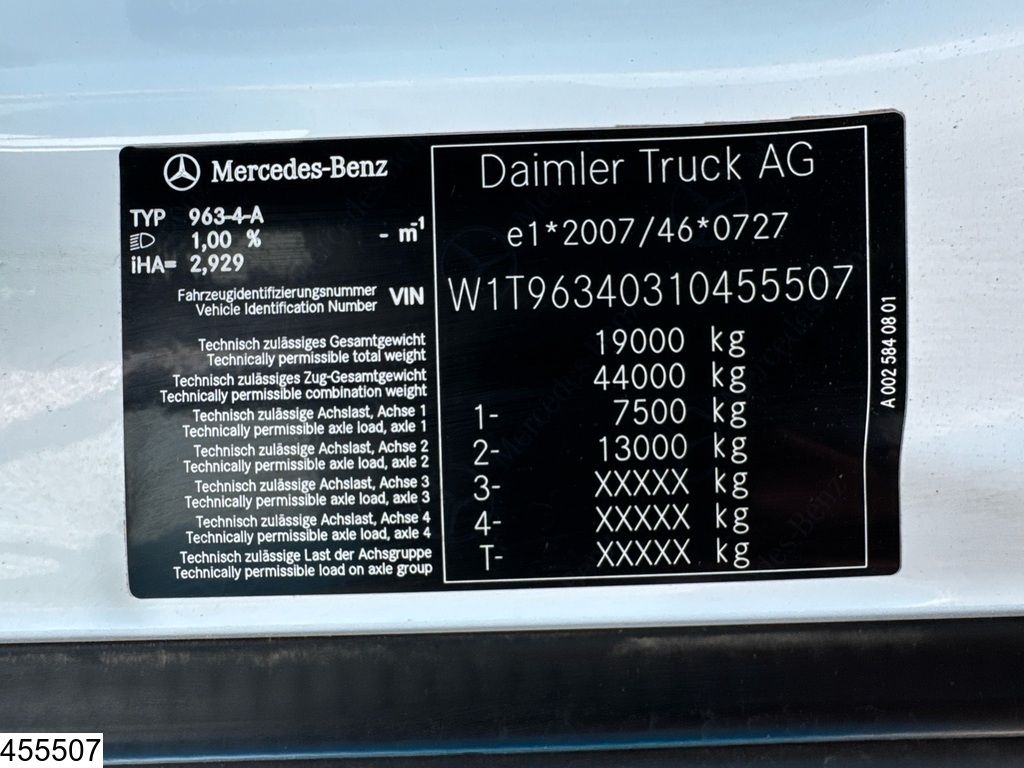 Mercedes-Benz
TYP 963-4-A
1,00 % - m⁻¹
iHA= 2,929
Fahrzeugidentifizierungsnummer
Vehicle Identification Number
VIN
Daimler Truck AG
e1*2007/46*0727
W1T96340310455507
Technisch zulässiges Gesamtgewicht
Technically permissible total weight
19000 kg
Technisch zulässiges Zug-Gesamtgewicht
Technically permissible combination weight
44000 kg
Technisch zulässige Achslast, Achse 1
Technically permissible axle load, axle 1
1- 7500 kg
Technisch zulässige Achslast, Achse 2
Technically permissible axle load, axle 2
2- 13000 kg
Technisch zulässige Achslast, Achse 3
Technically permissible axle load, axle 3
3- XXXXX kg
Technisch zulässige Achslast, Achse 4
Technically permissible axle load, axle 4
4- XXXXX kg
Technisch zulässige Last der Achsgruppe
Technically permissible load on axle group
T- XXXXX kg
A 002 584 08 01
455507